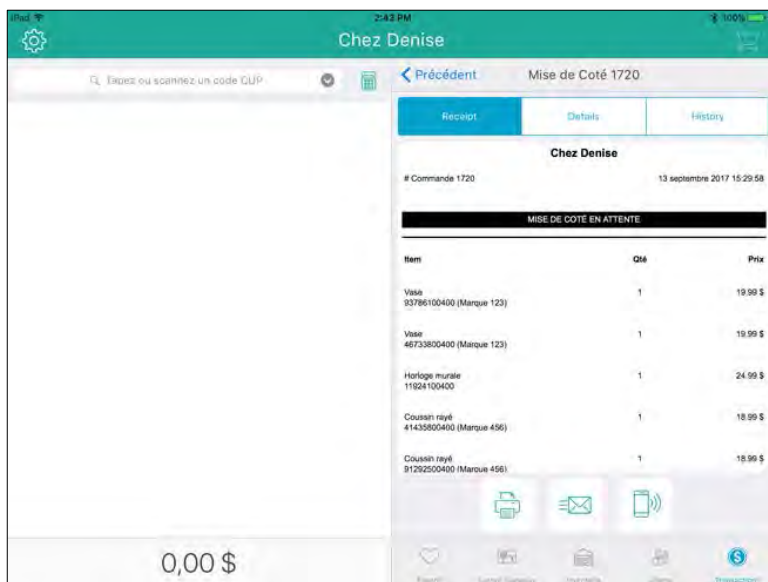 iPad
2:43 PM
100%
Chez Denise
Tapez ou scannez un code CUP
Précédent
Mise de Coté 1720
Receipt
Details
History
Chez Denise
# Commande 1720
13 septembre 2017 15:29:58
MISE DE COTÉ EN ATTENTE
Item Qté Prix
Vase 1 19.99 $
93786100400 (Marque 123)
Vase 1 19.99 $
46733800400 (Marque 123)
Horloge murale 1 24.99 $
11924100400
Coussin rayé 1 18.99 $
41435800400 (Marque 456)
Coussin rayé 1 18.99 $
91292500400 (Marque 456)
0,00 $